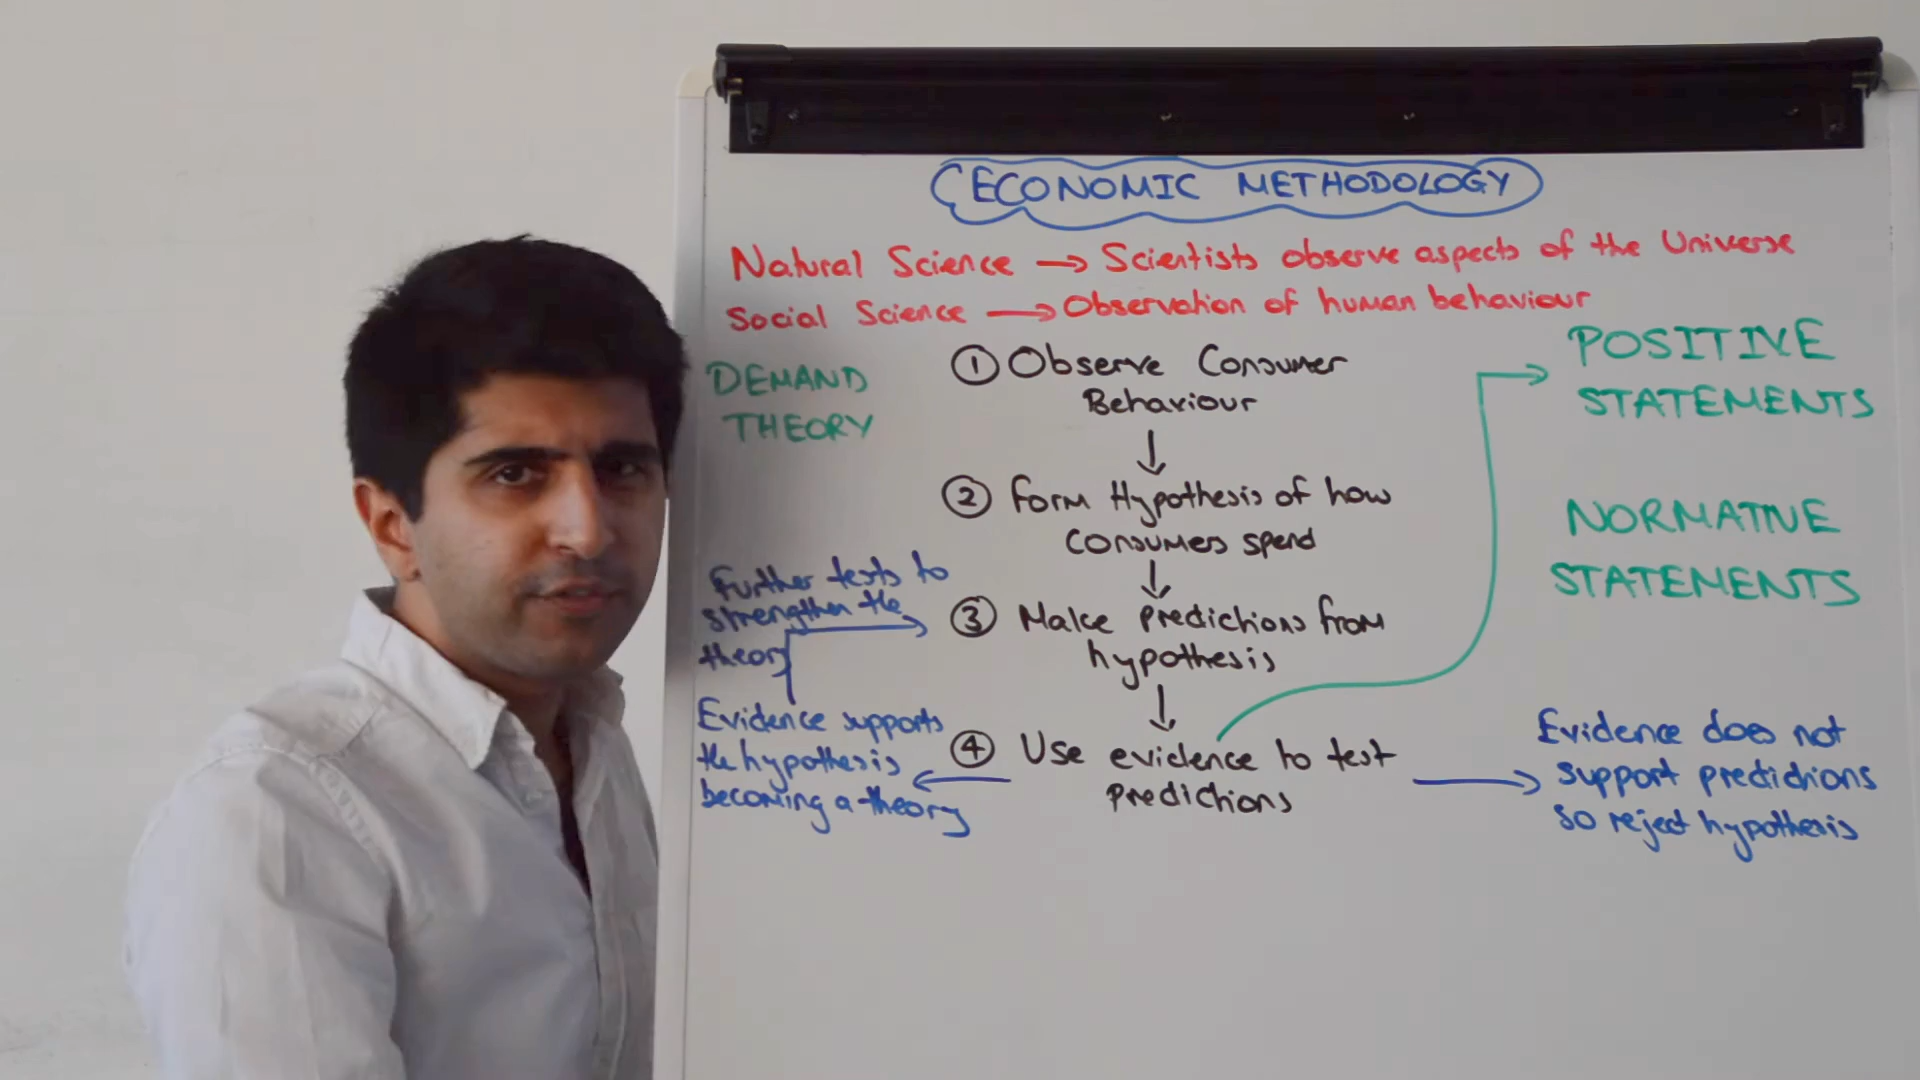 ECONOMIC METHODOLOGY
Natural Science → Scientists observe aspects of the Universe
Social Science → Observation of human behaviour
DEMAND
THEORY
① Observe Consumer
Behaviour
② Form Hypothesis of how
consumers spend
③ Make predictions from
hypothesis
④ Use evidence to test
predictions
Further tests to
strengthen the
theory
Evidence supports
the hypothesis
becoming a theory
POSITIVE
STATEMENTS
NORMATIVE
STATEMENTS
Evidence does not
support predictions
so reject hypothesis